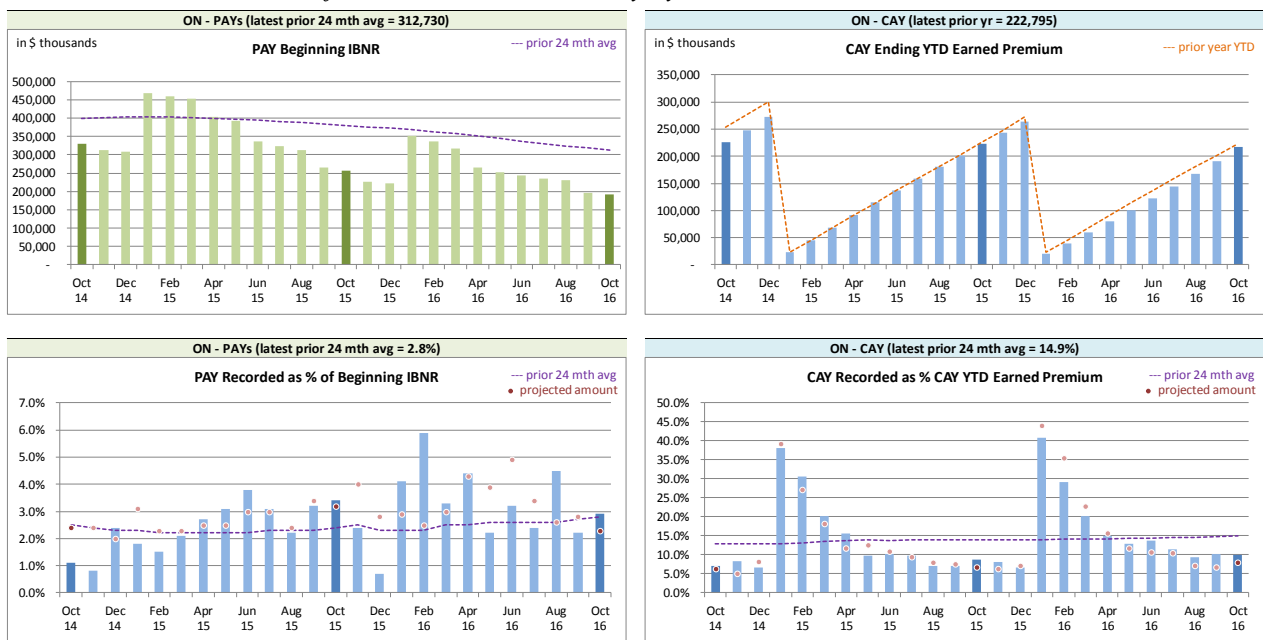 ON - PAYs (latest prior 24 mth avg = 312,730)
in $ thousands
PAY Beginning IBNR
--- prior 24 mth avg
500,000
450,000
400,000
350,000
300,000
250,000
200,000
150,000
100,000
50,000
-
Oct Dec Feb Apr Jun Aug Oct Dec Feb Apr Jun Aug Oct
14 14 15 15 15 15 15 15 16 16 16 16 16
ON - CAY (latest prior yr = 222,795)
in $ thousands
CAY Ending YTD Earned Premium
--- prior year YTD
350,000
300,000
250,000
200,000
150,000
100,000
50,000
-
Oct Dec Feb Apr Jun Aug Oct Dec Feb Apr Jun Aug Oct
14 14 15 15 15 15 15 15 16 16 16 16 16
ON - PAYs (latest prior 24 mth avg = 2.8%)
PAY Recorded as % of Beginning IBNR
--- prior 24 mth avg
projected amount
7.0%
6.0%
5.0%
4.0%
3.0%
2.0%
1.0%
0.0%
Oct Dec Feb Apr Jun Aug Oct Dec Feb Apr Jun Aug Oct
14 14 15 15 15 15 15 15 16 16 16 16 16
ON - CAY (latest prior 24 mth avg = 14.9%)
CAY Recorded as % CAY YTD Earned Premium
--- prior 24 mth avg
projected amount
50.0%
45.0%
40.0%
35.0%
30.0%
25.0%
20.0%
15.0%
10.0%
5.0%
0.0%
Oct Dec Feb Apr Jun Aug Oct Dec Feb Apr Jun Aug Oct
14 14 15 15 15 15 15 15 16 16 16 16 16